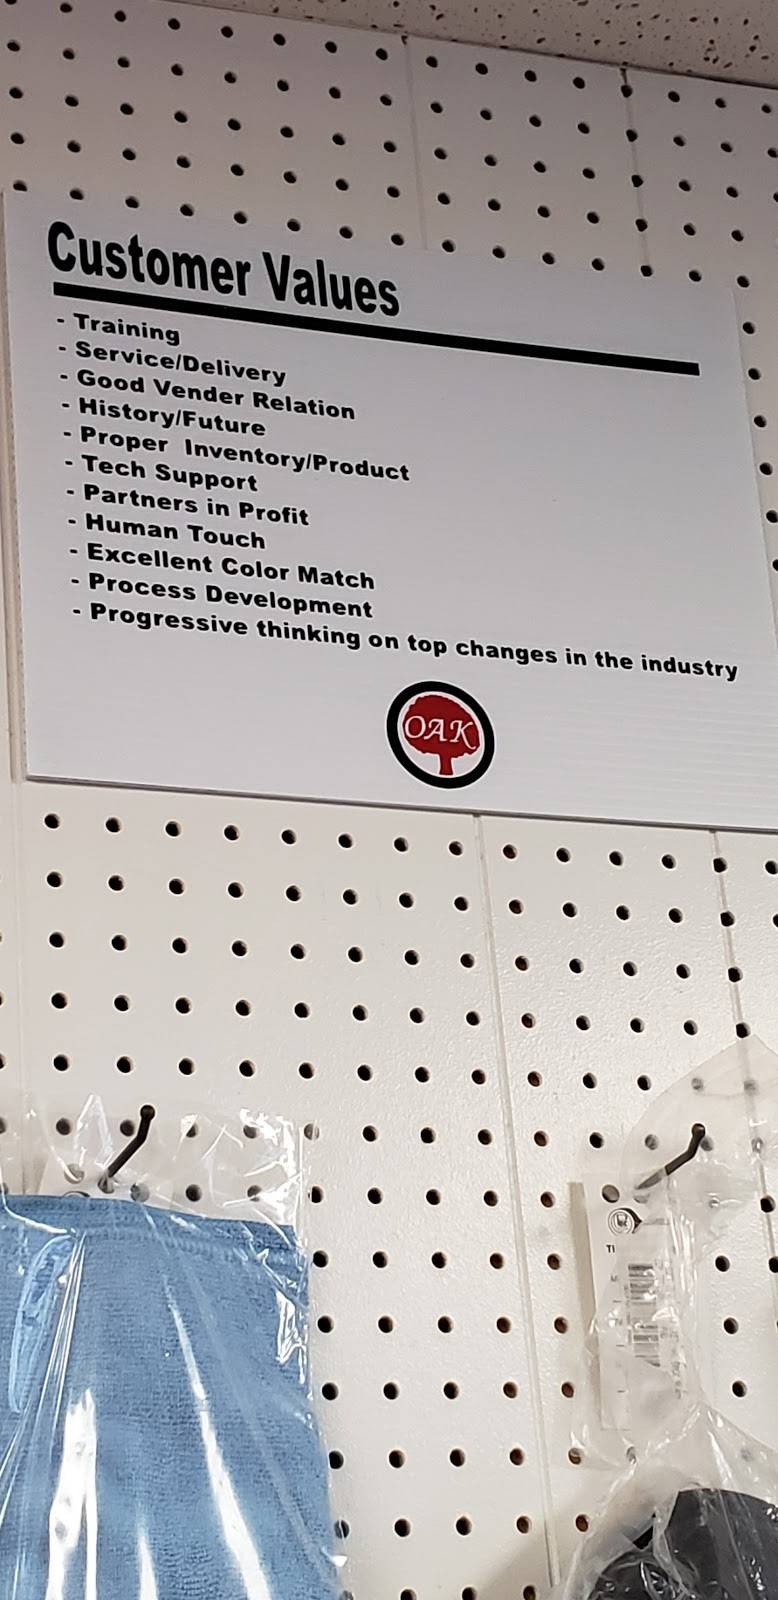 Customer Values
- Training
- Service/Delivery
- Good Vender Relation
- History/Future
- Proper Inventory/Product
- Tech Support
- Partners in Profit
- Human Touch
- Excellent Color Match
- Process Development
- Progressive thinking on top changes in the industry
OAK